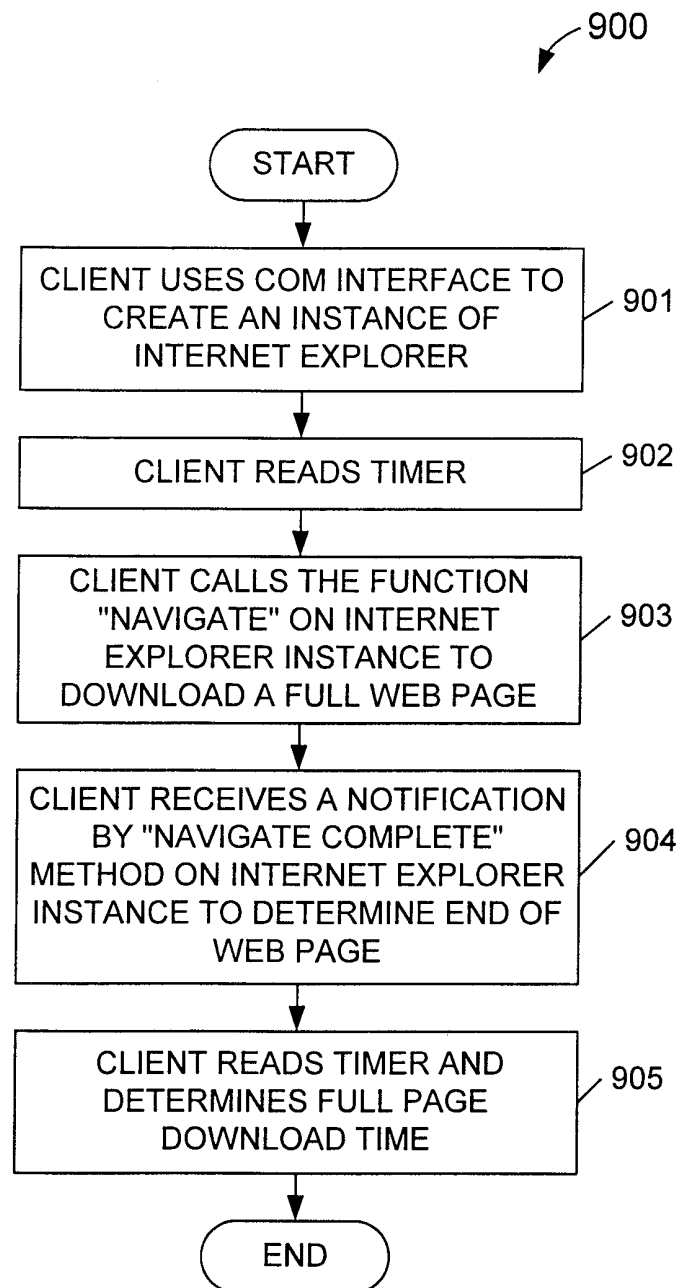 900
START
CLIENT USES COM INTERFACE TO
CREATE AN INSTANCE OF
INTERNET EXPLORER
901
CLIENT READS TIMER
902
CLIENT CALLS THE FUNCTION
"NAVIGATE" ON INTERNET
EXPLORER INSTANCE TO
DOWNLOAD A FULL WEB PAGE
903
CLIENT RECEIVES A NOTIFICATION
BY "NAVIGATE COMPLETE"
METHOD ON INTERNET EXPLORER
INSTANCE TO DETERMINE END OF
WEB PAGE
904
CLIENT READS TIMER AND
DETERMINES FULL PAGE
DOWNLOAD TIME
905
END